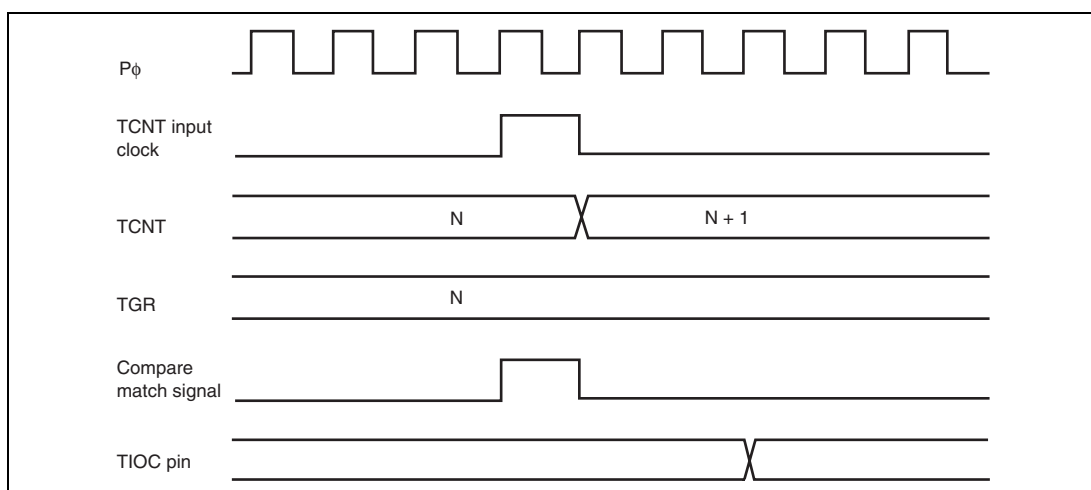 Pϕ
TCNT input
clock
TCNT
N
N + 1
TGR
N
Compare
match signal
TIOC pin